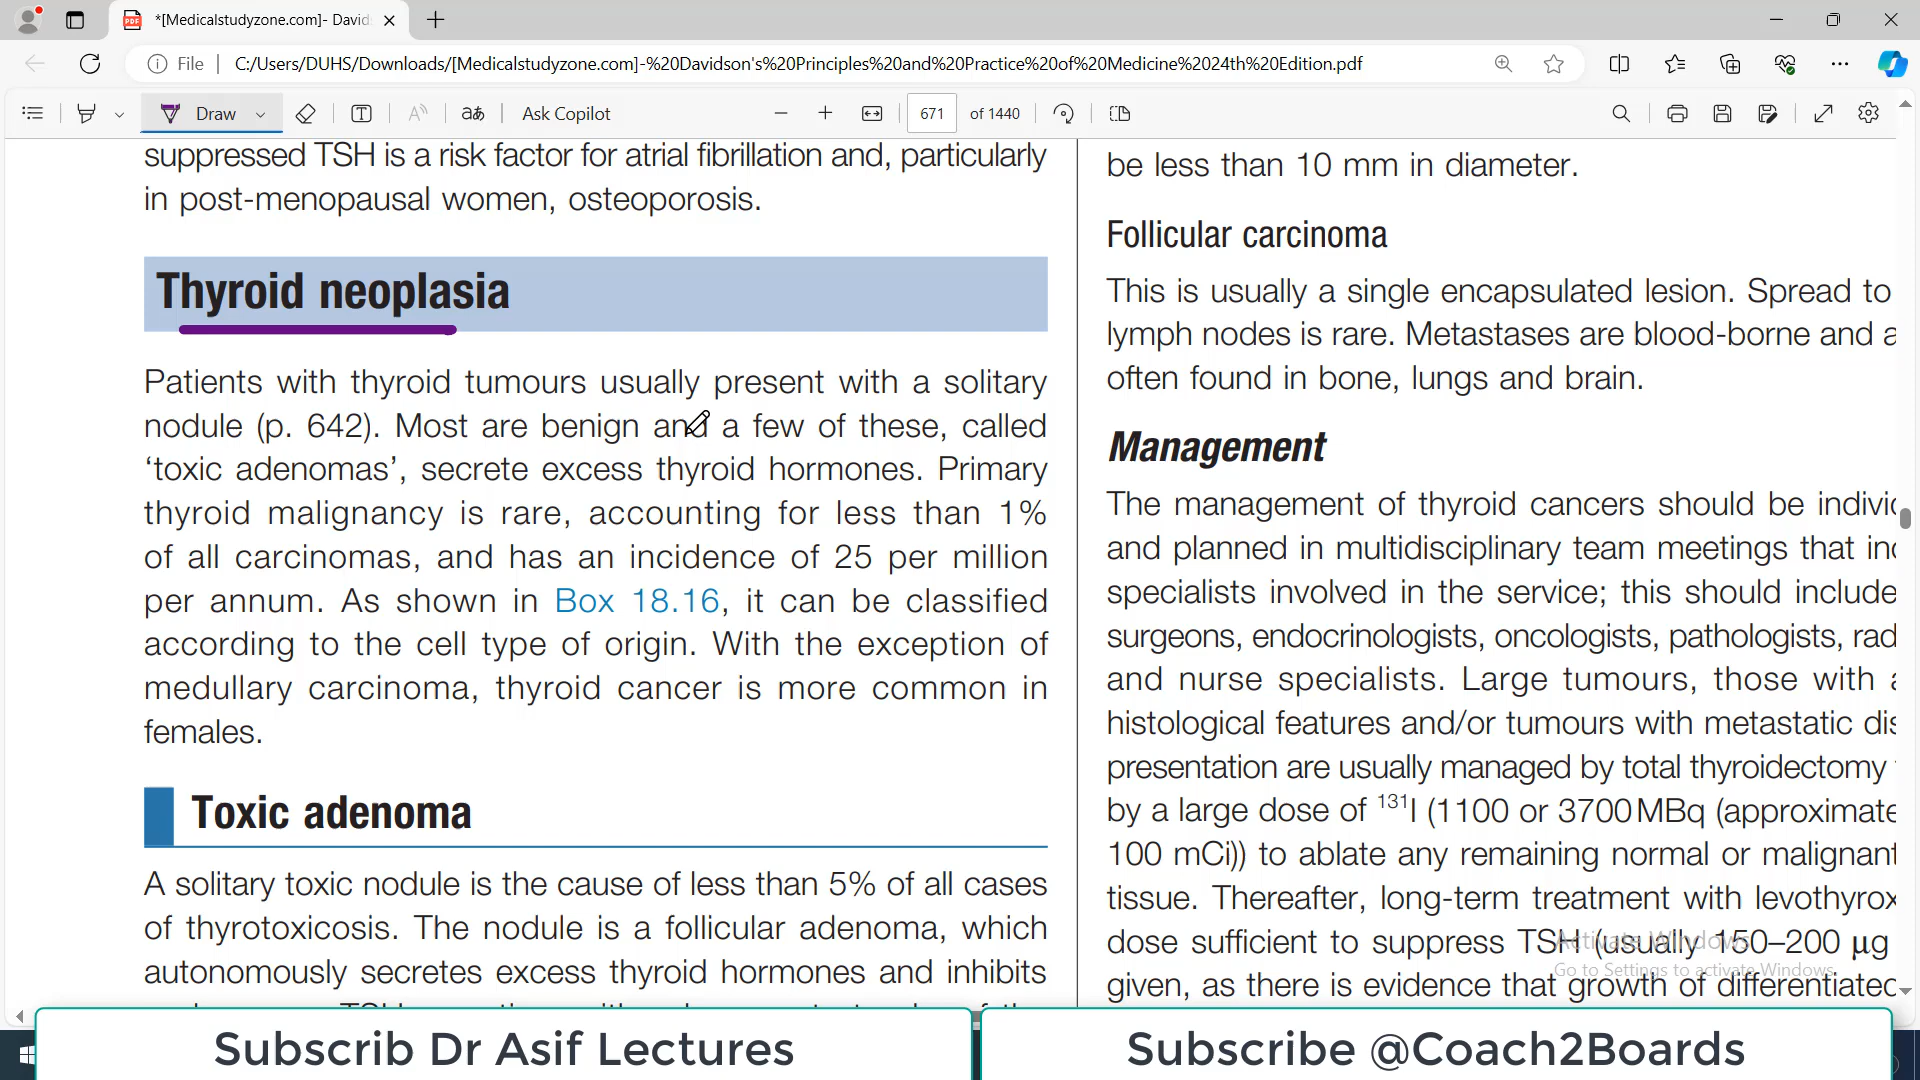 *[Medicalstudyzone.com]- David
File
C:/Users/DUHS/Downloads/[Medicalstudyzone.com]-%20Davidson's%20Principles%20and%20Practice%20of%20Medicine%2024th%20Edition.pdf
Draw
Ask Copilot
671 of 1440
suppressed TSH is a risk factor for atrial fibrillation and, particularly
in post-menopausal women, osteoporosis.
Thyroid neoplasia
Patients with thyroid tumours usually present with a solitary
nodule (p. 642). Most are benign and a few of these, called
‘toxic adenomas’, secrete excess thyroid hormones. Primary
thyroid malignancy is rare, accounting for less than 1%
of all carcinomas, and has an incidence of 25 per million
per annum. As shown in Box 18.16, it can be classified
according to the cell type of origin. With the exception of
medullary carcinoma, thyroid cancer is more common in
females.
Toxic adenoma
A solitary toxic nodule is the cause of less than 5% of all cases
of thyrotoxicosis. The nodule is a follicular adenoma, which
autonomously secretes excess thyroid hormones and inhibits
be less than 10 mm in diameter.
Follicular carcinoma
This is usually a single encapsulated lesion. Spread to
lymph nodes is rare. Metastases are blood-borne and a
often found in bone, lungs and brain.
Management
The management of thyroid cancers should be individ
and planned in multidisciplinary team meetings that inc
specialists involved in the service; this should include
surgeons, endocrinologists, oncologists, pathologists, rad
and nurse specialists. Large tumours, those with a
histological features and/or tumours with metastatic dis
presentation are usually managed by total thyroidectomy
by a large dose of ¹³¹I (1100 or 3700 MBq (approximate
100 mCi)) to ablate any remaining normal or malignant
tissue. Thereafter, long-term treatment with levothyrox
dose sufficient to suppress TSH (usually 150–200 µg
given, as there is evidence that growth of differentiated
Activate Windows
Go to Settings to activate Windows.
Subscrib Dr Asif Lectures
Subscribe @Coach2Boards